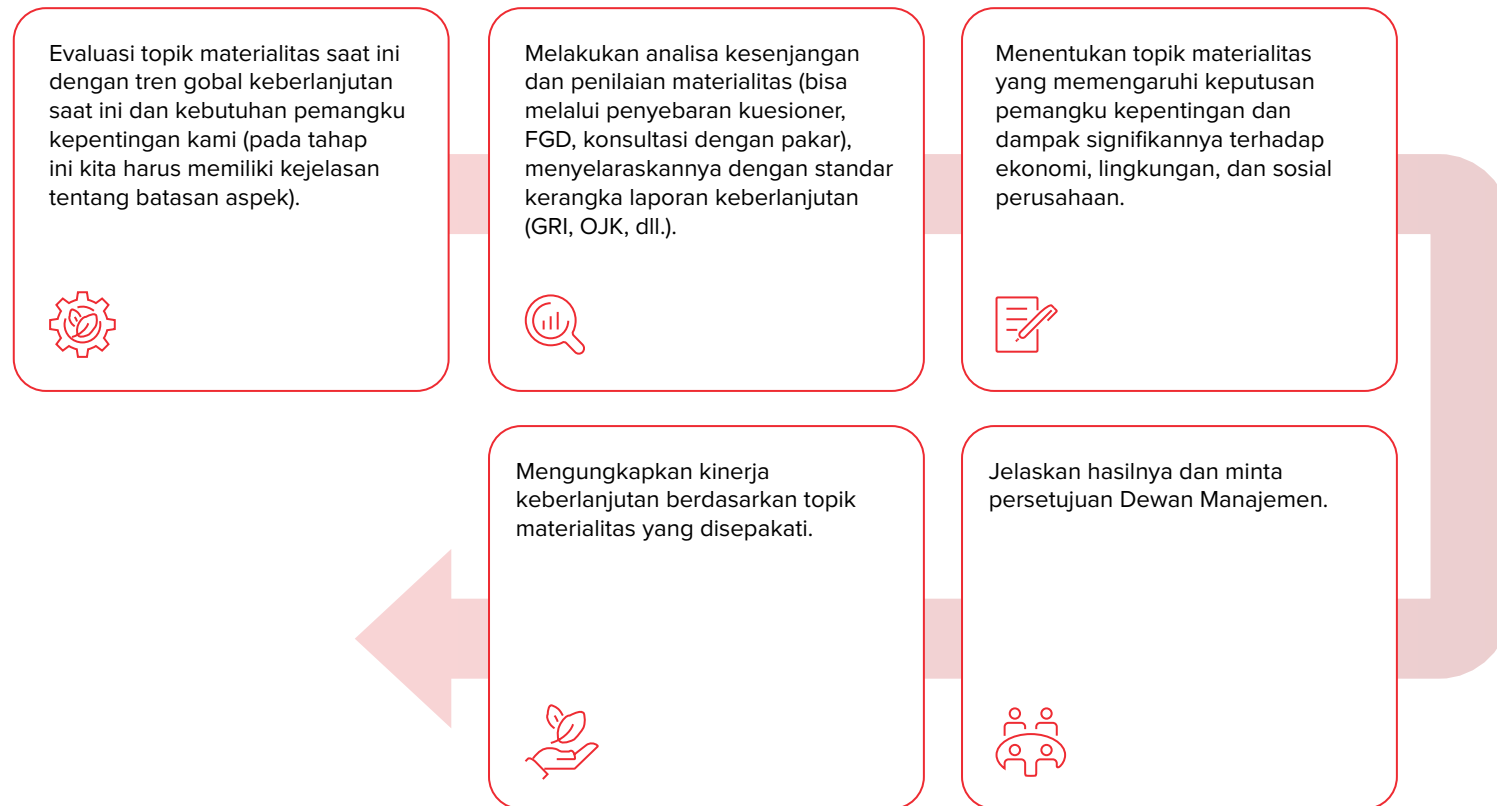 Evaluasi topik materialitas saat ini
dengan tren gobal keberlanjutan
saat ini dan kebutuhan pemangku
kepentingan kami (pada tahap
ini kita harus memiliki kejelasan
tentang batasan aspek).
Melakukan analisa kesenjangan
dan penilaian materialitas (bisa
melalui penyebaran kuesioner,
FGD, konsultasi dengan pakar),
menyelaraskannya dengan standar
kerangka laporan keberlanjutan
(GRI, OJK, dll.).
Menentukan topik materialitas
yang memengaruhi keputusan
pemangku kepentingan dan
dampak signifikannya terhadap
ekonomi, lingkungan, dan sosial
perusahaan.
Jelaskan hasilnya dan minta
persetujuan Dewan Manajemen.
Mengungkapkan kinerja
keberlanjutan berdasarkan topik
materialitas yang disepakati.